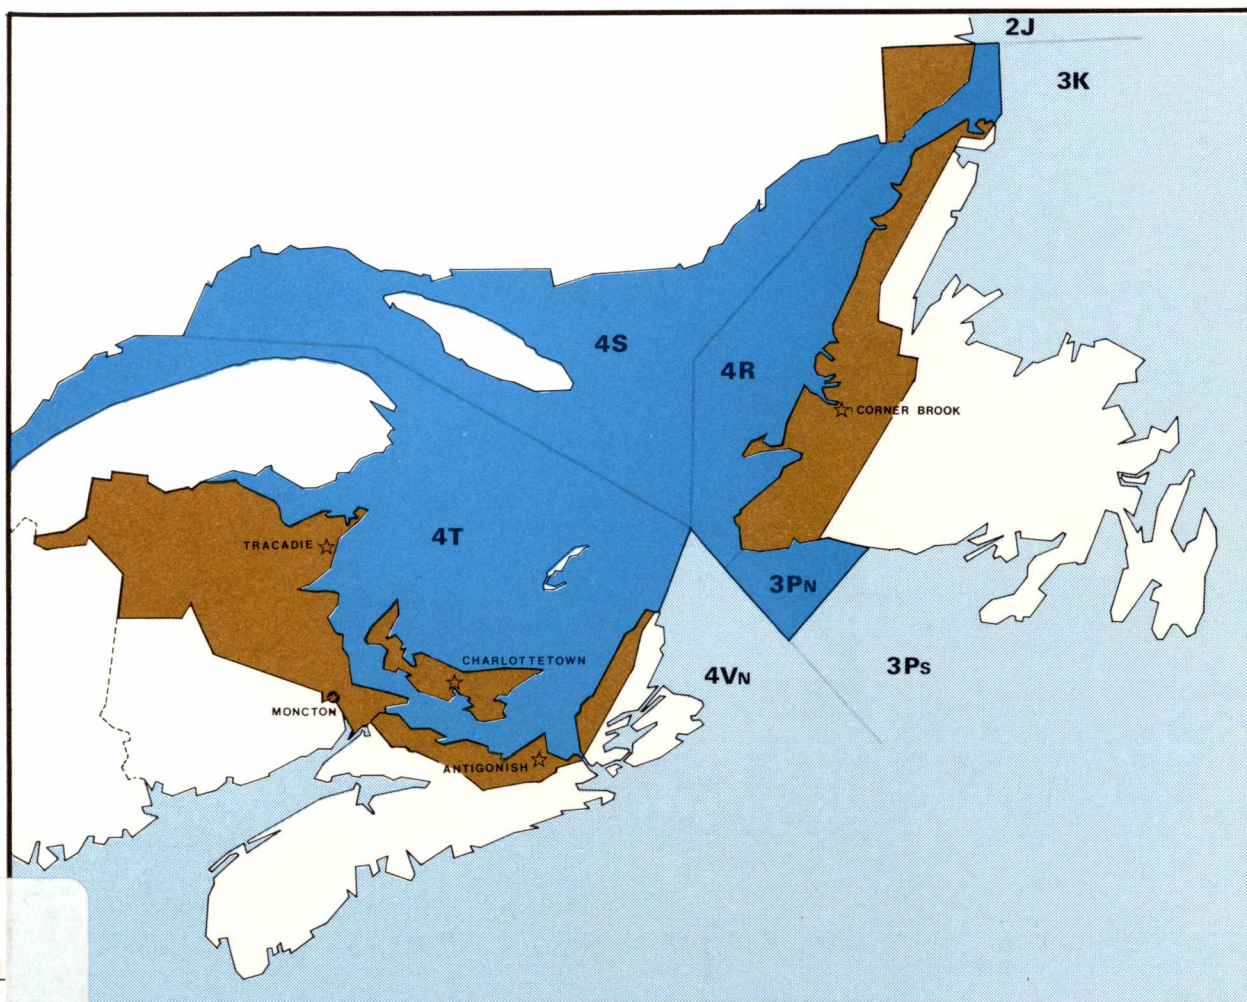 2J
3K
4S
4R
CORNER BROOK
4T
TRACADIE
3PN
CHARLOTTETOWN
4VN
3PS
MONCTON
ANTIGONISH